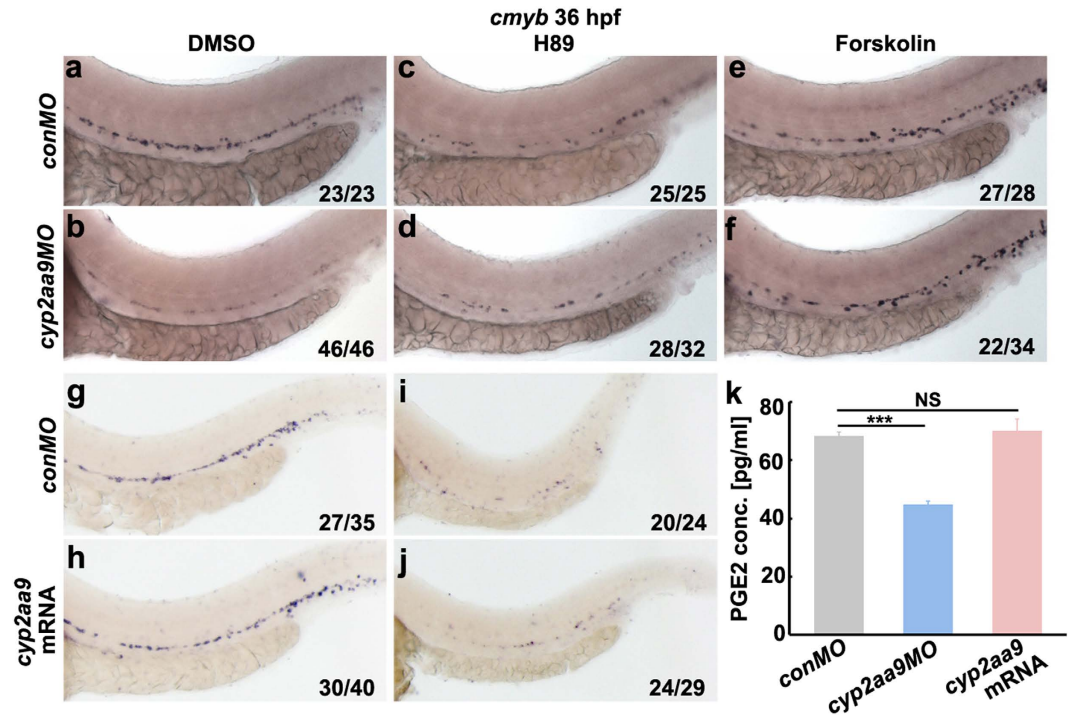 cmyb 36 hpf
DMSO
H89
Forskolin
conMO
a
23/23
c
25/25
e
27/28
cyp2aa9MO
b
46/46
d
28/32
f
22/34
conMO
g
27/35
i
20/24
cyp2aa9
mRNA
h
30/40
j
24/29
k
PGE2 conc. [pg/ml]
80
60
40
20
0
NS
***
conMO
cyp2aa9MO
cyp2aa9
mRNA